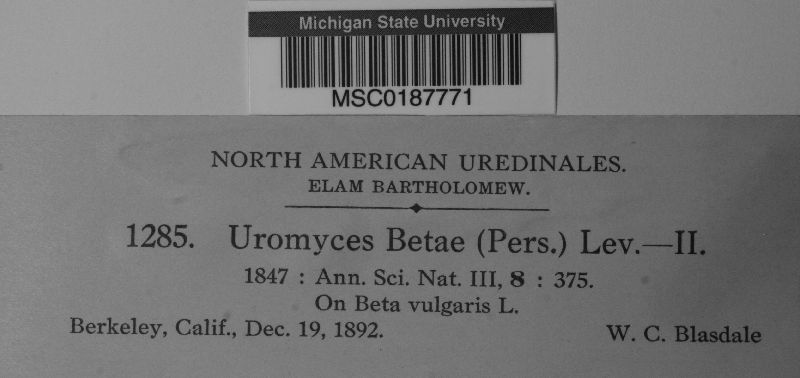 Michigan State University
MSC0187771
NORTH AMERICAN UREDINALES.
ELAM BARTHOLOMEW.
1285. Uromyces Betae (Pers.) Lev.—II.
1847 : Ann. Sci. Nat. III, 8 : 375.
On Beta vulgaris L.
Berkeley, Calif., Dec. 19, 1892. W. C. Blasdale